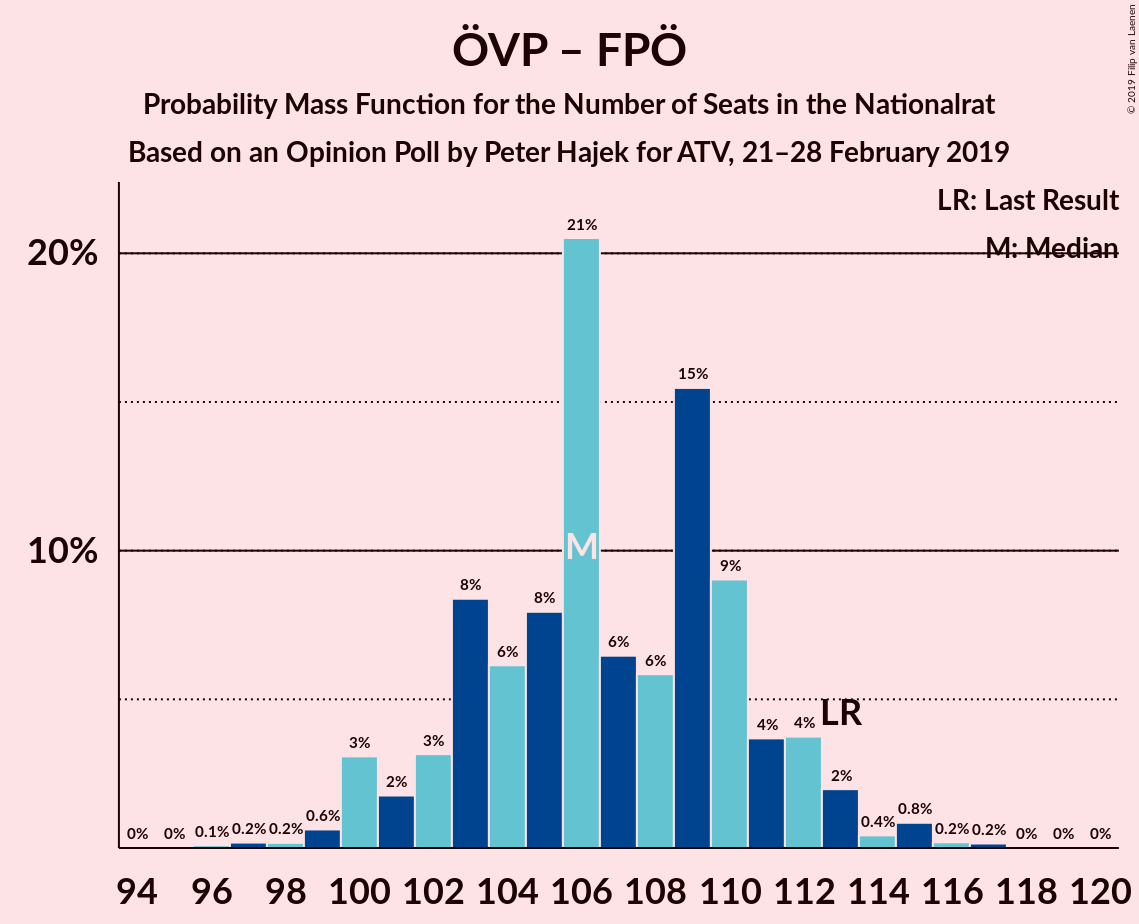 ÖVP – FPÖ
Probability Mass Function for the Number of Seats in the Nationalrat
Based on an Opinion Poll by Peter Hajek for ATV, 21–28 February 2019
© 2019 Filip van Laenen
LR: Last Result
M: Median
20%
10%
0% 0% 0.1% 0.2% 0.2% 0.6% 3% 2% 3% 8% 6% 8% 21% 6% 6% 15% 9% 4% 4% 2% 0.4% 0.8% 0.2% 0.2% 0% 0% 0%
M
LR
94 96 98 100 102 104 106 108 110 112 114 116 118 120